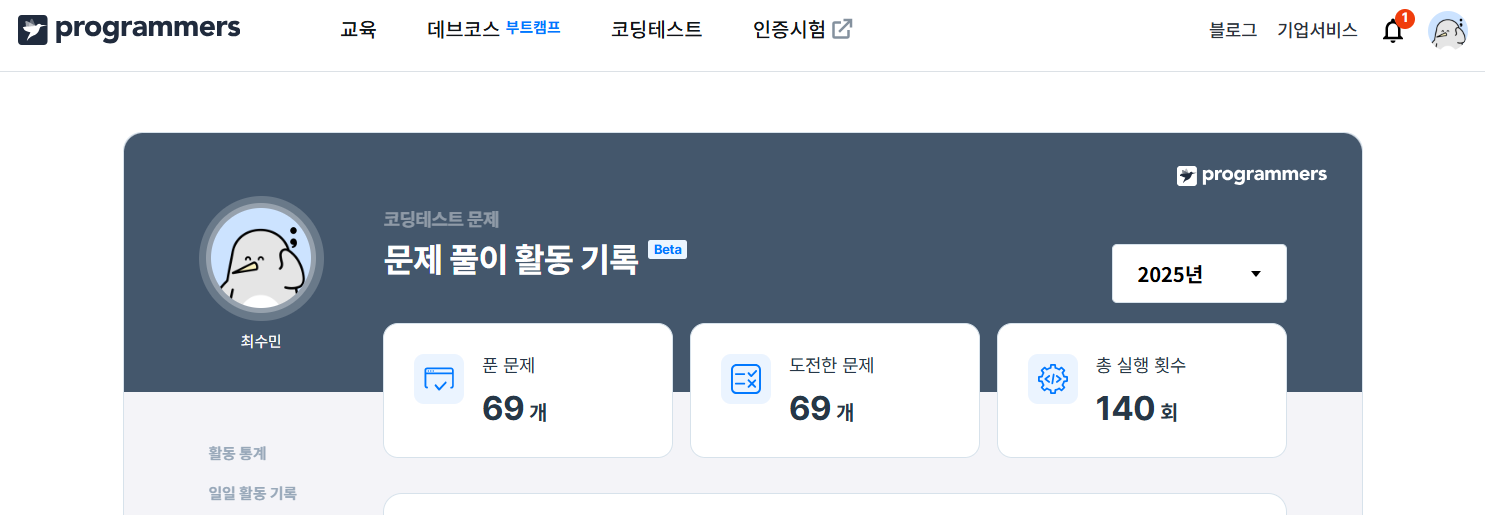 programmers 교육 데브코스 부트캠프 코딩테스트 인증시험 블로그 기업서비스 1
programmers
코딩테스트 문제
문제 풀이 활동 기록 Beta
2025년
최수민
푼 문제
69 개
도전한 문제
69 개
총 실행 횟수
140 회
활동 통계
일일 활동 기록